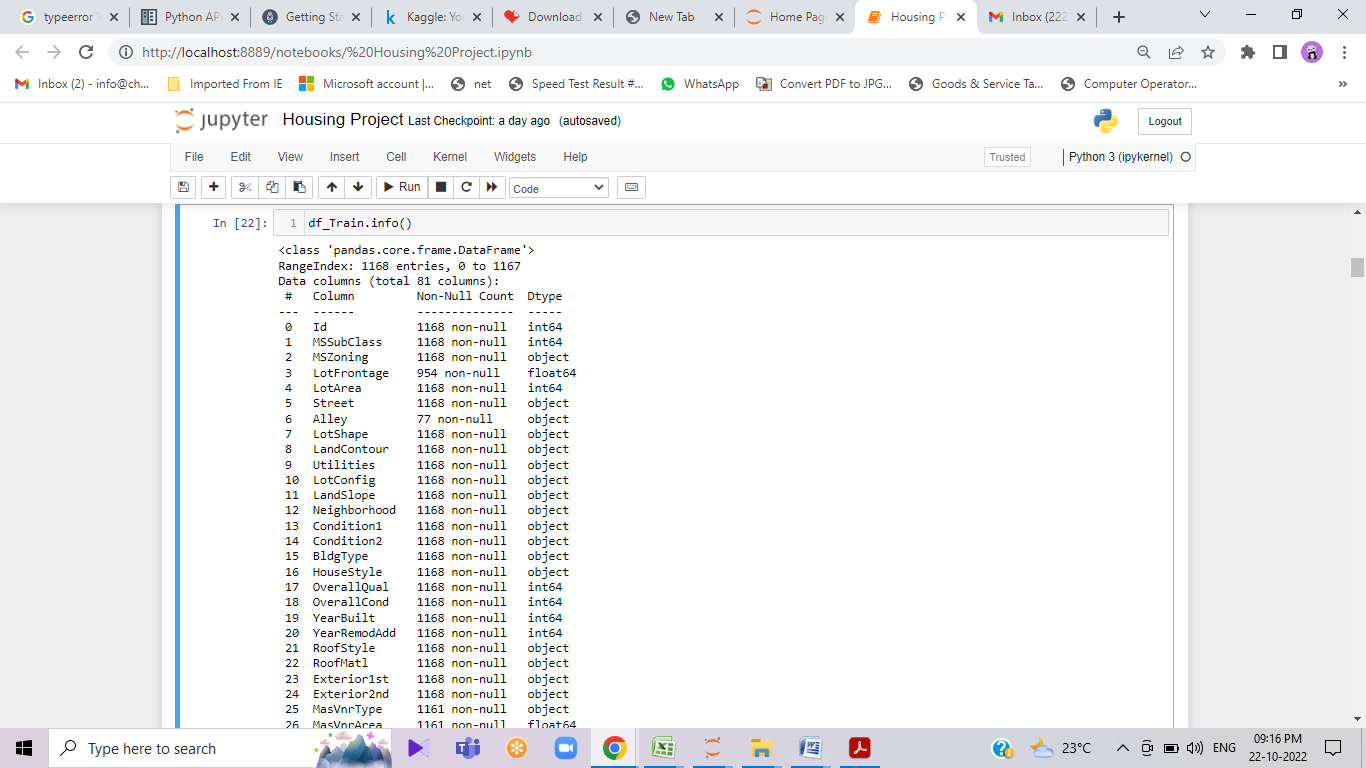 typeerror
Python AP
Getting Sta
Kaggle: You
Download
New Tab
Home Page
Housing P
Inbox (222
http://localhost:8889/notebooks/%20Housing%20Project.ipynb
Inbox (2) - info@ch...
Imported From IE
Microsoft account |...
net
Speed Test Result #...
WhatsApp
Convert PDF to JPG...
Goods & Service Ta...
Computer Operator...
»
jupyter Housing Project Last Checkpoint: a day ago (autosaved)
Logout
File Edit View Insert Cell Kernel Widgets Help
Trusted
Python 3 (ipykernel)
Run
Code
In [22]: 1 df_Train.info()
<class 'pandas.core.frame.DataFrame'>
RangeIndex: 1168 entries, 0 to 1167
Data columns (total 81 columns):
# Column Non-Null Count Dtype
--- ------ -------------- -----
0 Id 1168 non-null int64
1 MSSubClass 1168 non-null int64
2 MSZoning 1168 non-null object
3 LotFrontage 954 non-null float64
4 LotArea 1168 non-null int64
5 Street 1168 non-null object
6 Alley 77 non-null object
7 LotShape 1168 non-null object
8 LandContour 1168 non-null object
9 Utilities 1168 non-null object
10 LotConfig 1168 non-null object
11 LandSlope 1168 non-null object
12 Neighborhood 1168 non-null object
13 Condition1 1168 non-null object
14 Condition2 1168 non-null object
15 BldgType 1168 non-null object
16 HouseStyle 1168 non-null object
17 OverallQual 1168 non-null int64
18 OverallCond 1168 non-null int64
19 YearBuilt 1168 non-null int64
20 YearRemodAdd 1168 non-null int64
21 RoofStyle 1168 non-null object
22 RoofMatl 1168 non-null object
23 Exterior1st 1168 non-null object
24 Exterior2nd 1168 non-null object
25 MasVnrType 1161 non-null object
26 MasVnrArea 1161 non-null float64
Type here to search
23°C
ENG
09:16 PM
22-10-2022